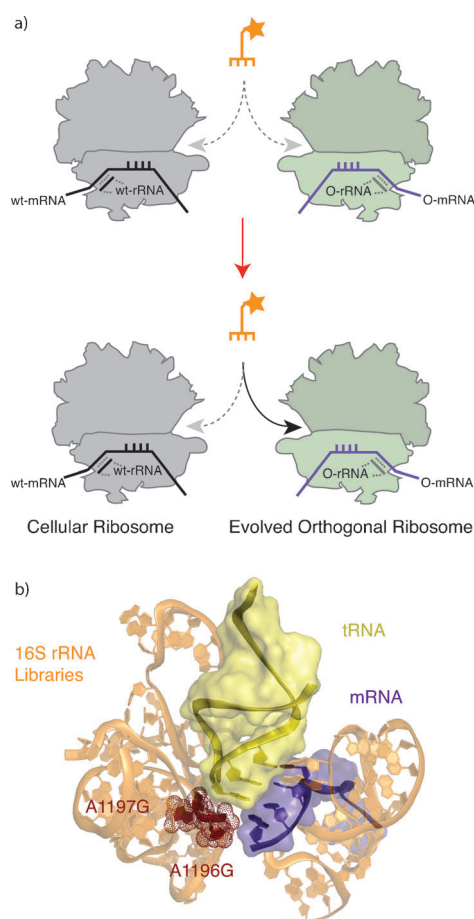 a)
wt-mRNA
wt-rRNA
O-rRNA
O-mRNA
wt-mRNA
wt-rRNA
O-rRNA
O-mRNA
Cellular Ribosome
Evolved Orthogonal Ribosome
b)
16S rRNA
Libraries
tRNA
mRNA
A1197G
A1196G